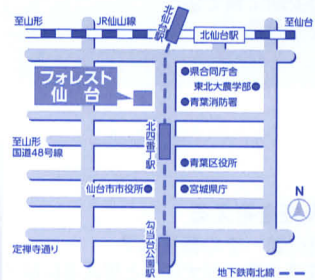 至山形
JR仙山線
北仙台駅
北仙台駅
至仙台
フォレスト
仙台
県合同庁舎
東北大農学部
青葉消防署
北四番丁駅
至山形
国道48号線
青葉区役所
仙台市市役所
宮城県庁
N
勾当台公園駅
定禅寺通り
地下鉄南北線